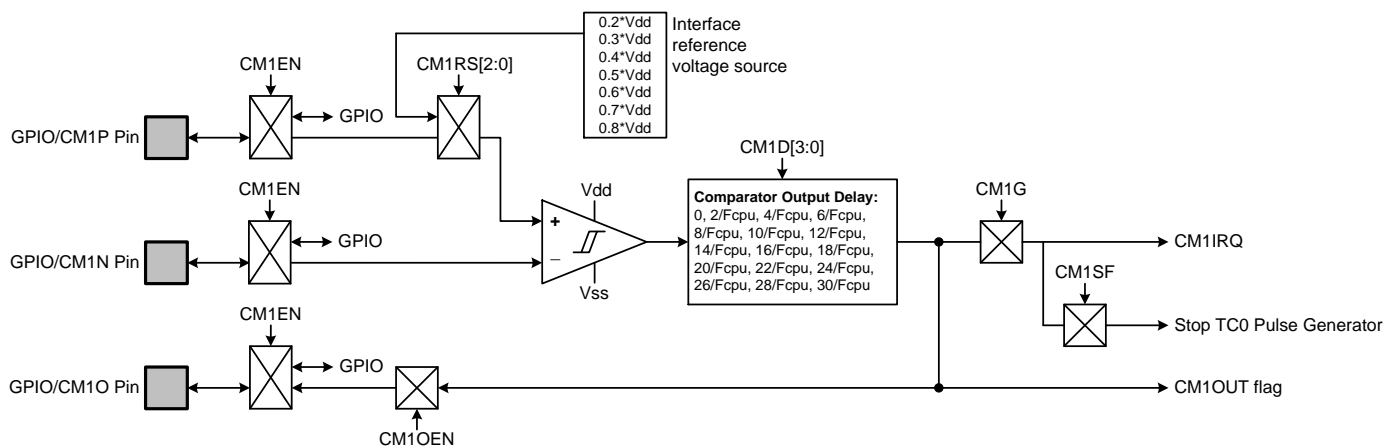 0.2*Vdd
0.3*Vdd
0.4*Vdd
0.5*Vdd
0.6*Vdd
0.7*Vdd
0.8*Vdd
Interface
reference
voltage source
CM1EN
CM1RS[2:0]
GPIO
GPIO/CM1P Pin
CM1D[3:0]
CM1EN
Vdd
Comparator Output Delay:
0, 2/Fcpu, 4/Fcpu, 6/Fcpu,
8/Fcpu, 10/Fcpu, 12/Fcpu,
14/Fcpu, 16/Fcpu, 18/Fcpu,
20/Fcpu, 22/Fcpu, 24/Fcpu,
26/Fcpu, 28/Fcpu, 30/Fcpu
CM1G
+
GPIO
CM1IRQ
GPIO/CM1N Pin
−
Vss
CM1SF
CM1EN
Stop TC0 Pulse Generator
GPIO
GPIO/CM1O Pin
CM1OUT flag
CM1OEN